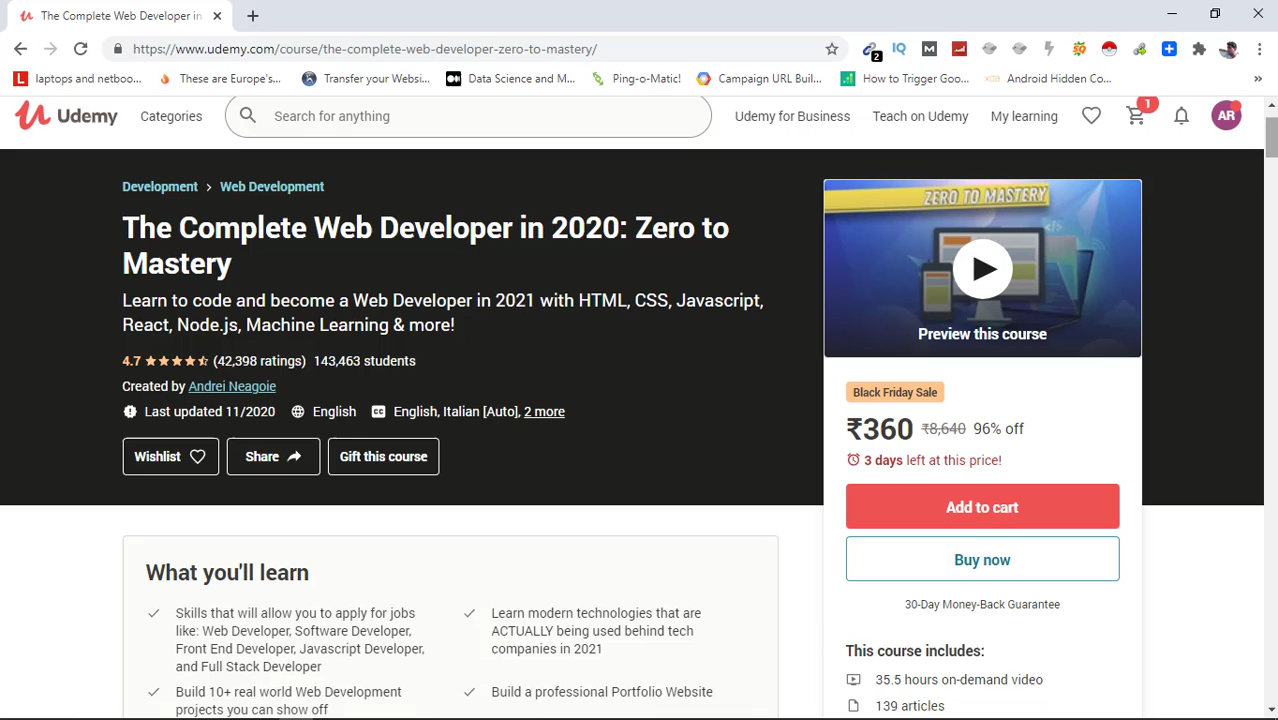 The Complete Web Developer in
https://www.udemy.com/course/the-complete-web-developer-zero-to-mastery/
2
laptops and netboo...
These are Europe's...
Transfer your Websi...
Data Science and M...
Ping-o-Matic!
Campaign URL Buil...
How to Trigger Goo...
Android Hidden Co...
Udemy
Categories
Search for anything
Udemy for Business
Teach on Udemy
My learning
1
AR
Development > Web Development
The Complete Web Developer in 2020: Zero to
Mastery
Learn to code and become a Web Developer in 2021 with HTML, CSS, Javascript,
React, Node.js, Machine Learning & more!
4.7 (42,398 ratings) 143,463 students
Created by Andrei Neagoie
Last updated 11/2020 English English, Italian [Auto], 2 more
Wishlist Share Gift this course
ZERO TO MASTERY
Preview this course
Black Friday Sale
₹360 ₹8,640 96% off
3 days left at this price!
Add to cart
Buy now
30-Day Money-Back Guarantee
This course includes:
35.5 hours on-demand video
139 articles
What you'll learn
Skills that will allow you to apply for jobs
like: Web Developer, Software Developer,
Front End Developer, Javascript Developer,
and Full Stack Developer
Learn modern technologies that are
ACTUALLY being used behind tech
companies in 2021
Build 10+ real world Web Development
projects you can show off
Build a professional Portfolio Website